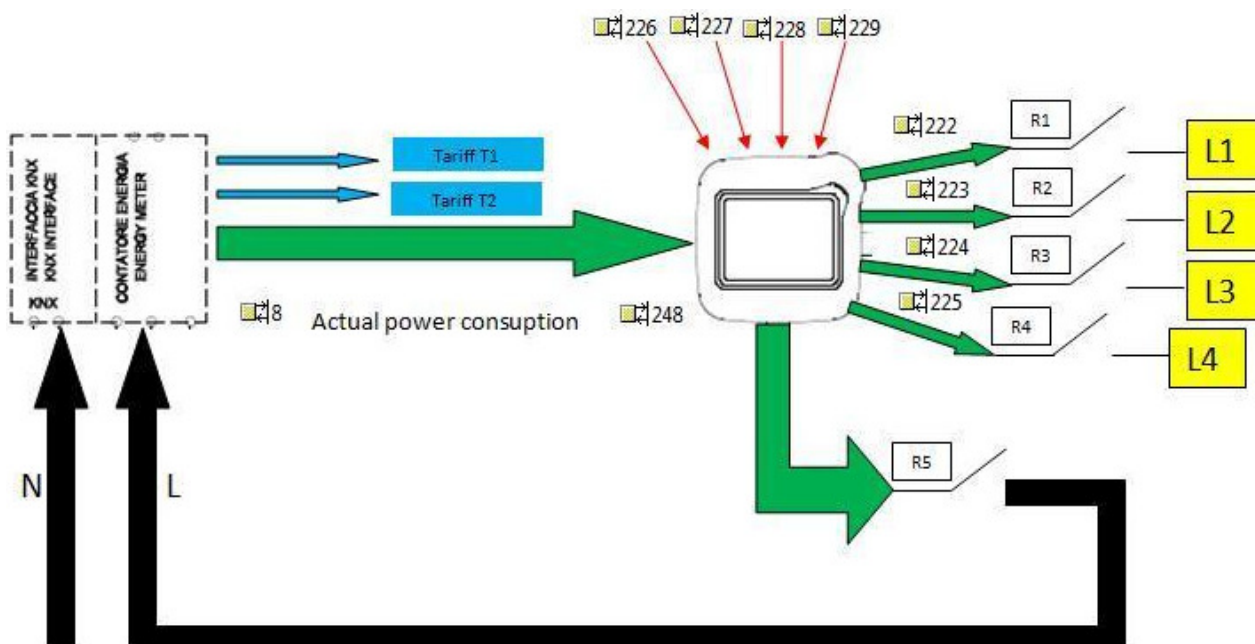 226
227
228
229
222
R1
L1
INTERFACCIA KNX
KNX INTERFACE
KNX
CONTATORE ENERGIA
ENERGY METER
Tariff T1
Tariff T2
223
R2
L2
224
R3
L3
8
Actual power consuption
248
225
R4
L4
N
L
R5